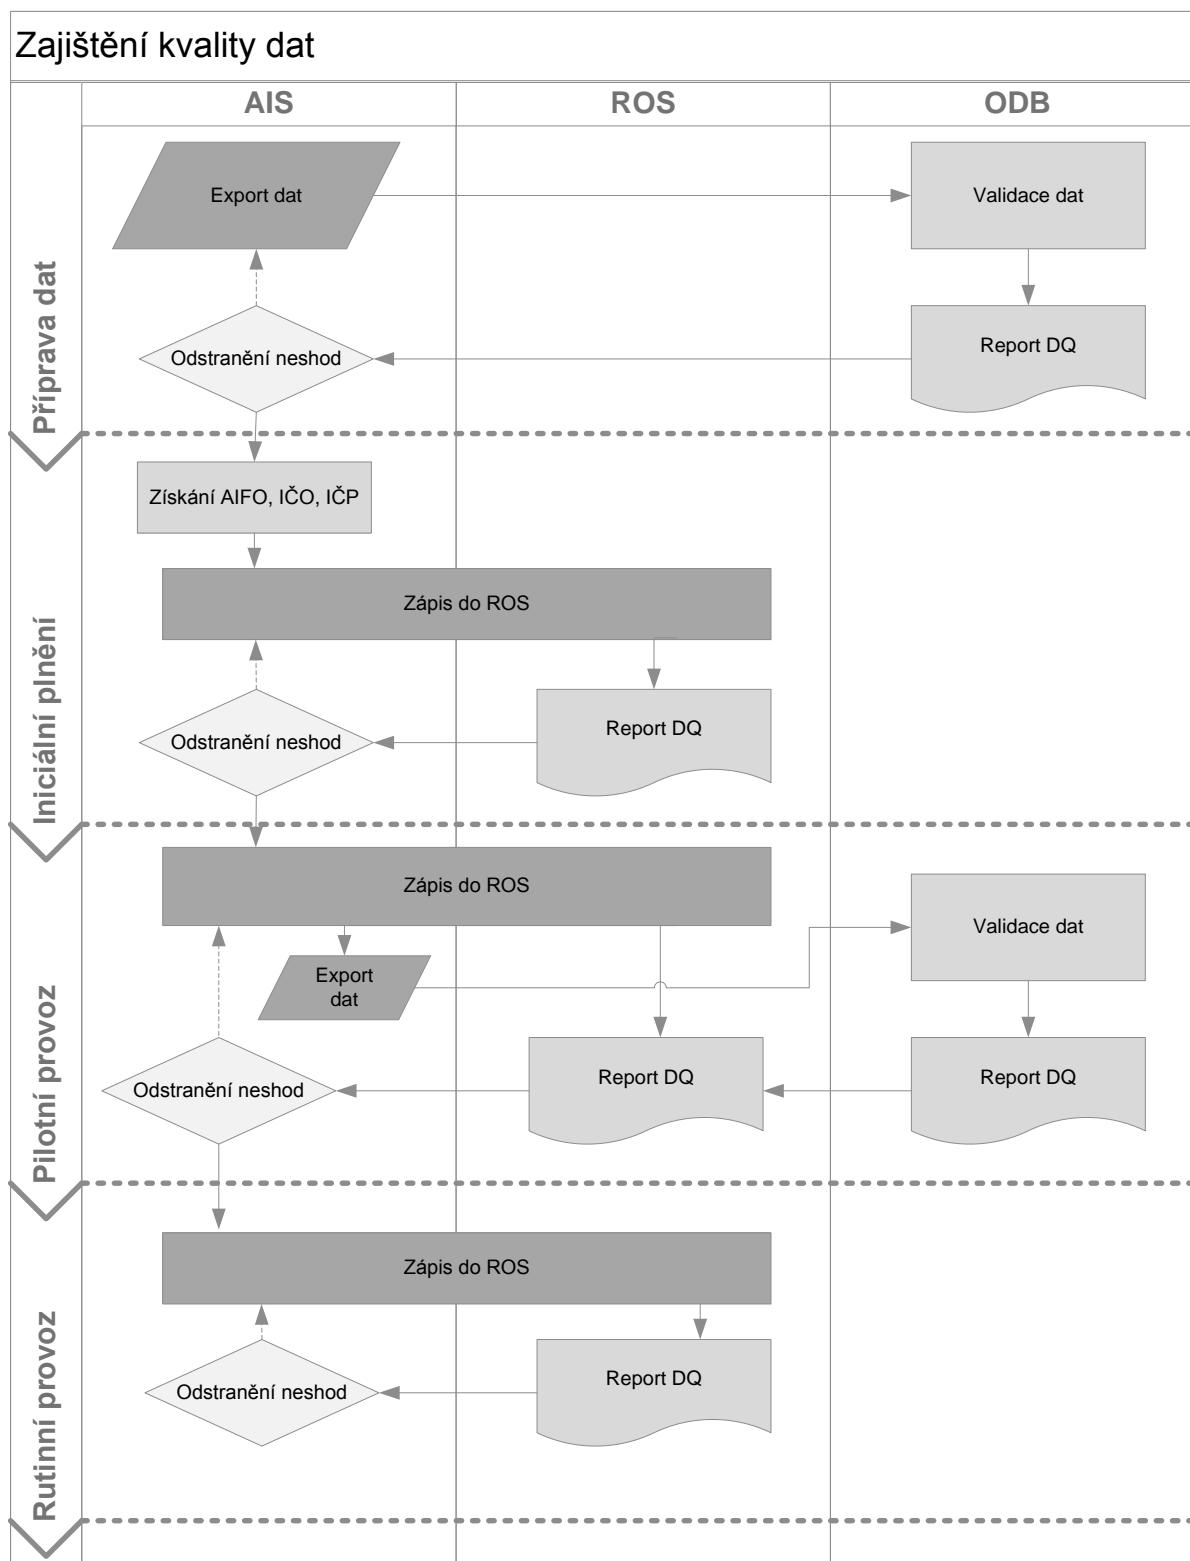 Zajištění kvality dat
AIS
ROS
ODB
Příprava dat
Export dat
Validace dat
Odstranění neshod
Report DQ
Iniciální plnění
Získání AIFO, IČO, IČP
Zápis do ROS
Odstranění neshod
Report DQ
Pilotní provoz
Zápis do ROS
Validace dat
Export
dat
Odstranění neshod
Report DQ
Report DQ
Rutinní provoz
Zápis do ROS
Odstranění neshod
Report DQ